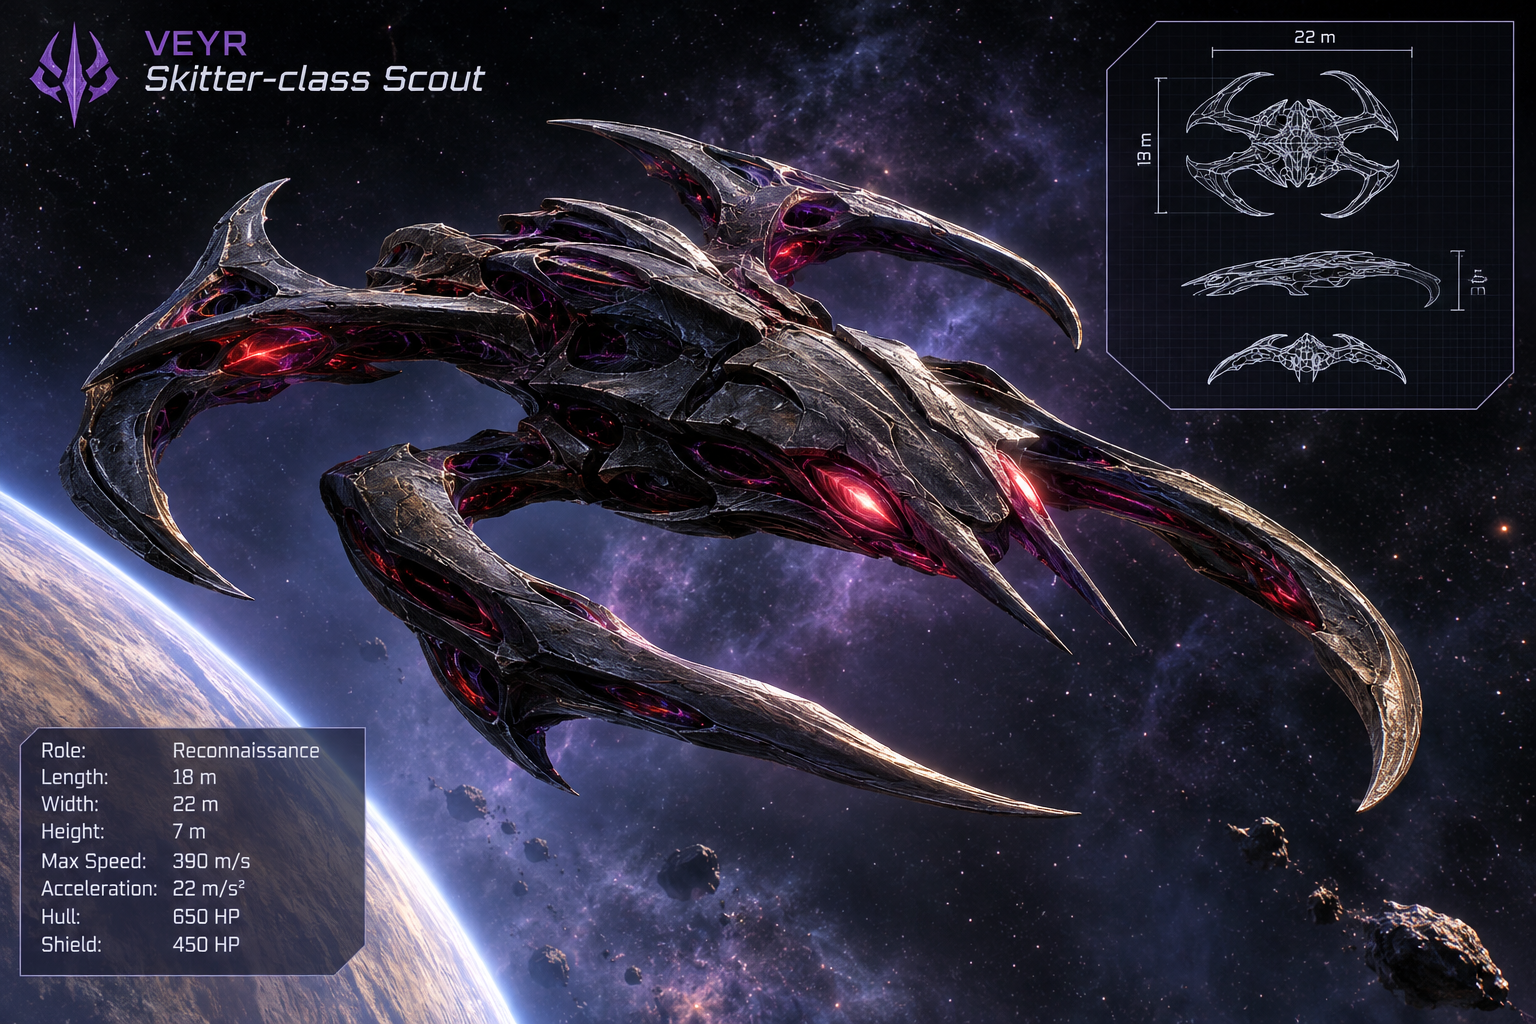 VEYR
Skitter-class Scout
22 m
13 m
Role: Reconnaissance
Length: 18 m
Width: 22 m
Height: 7 m
Max Speed: 390 m/s
Acceleration: 22 m/s²
Hull: 650 HP
Shield: 450 HP